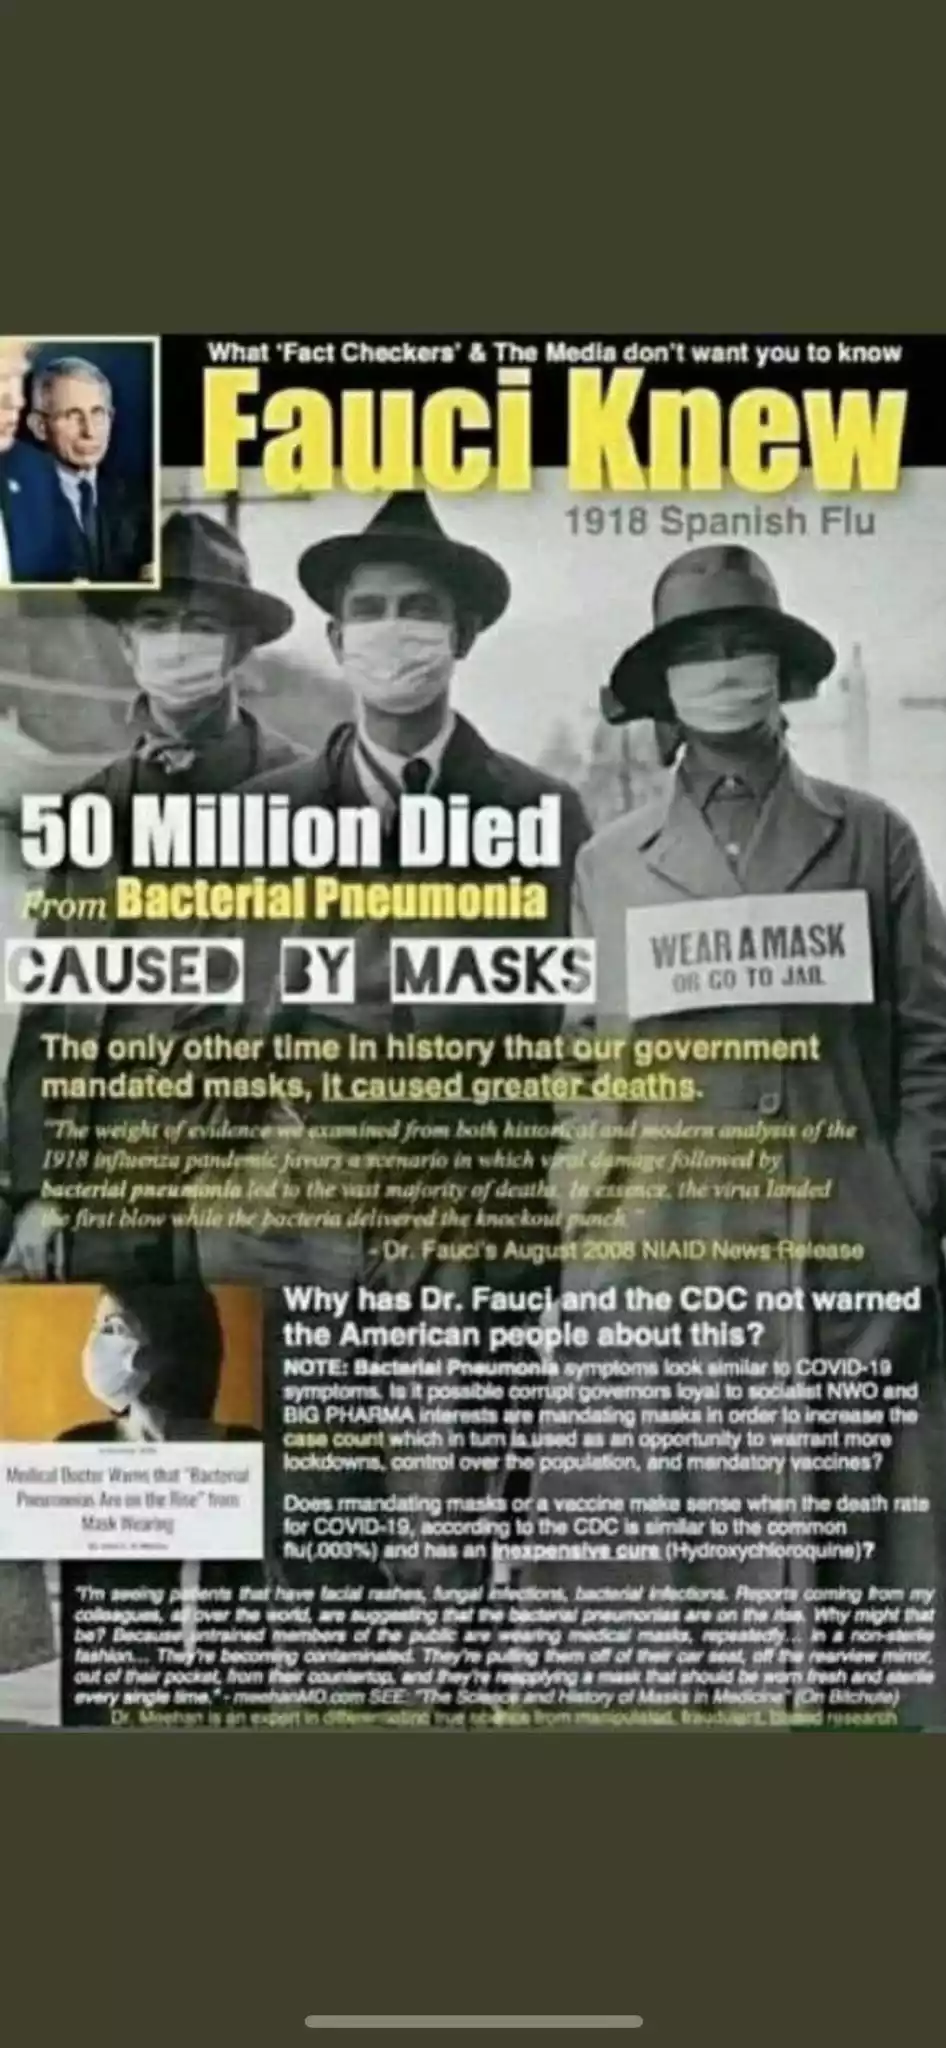 What 'Fact Checkers' & The Media don't want you to know
Fauci Knew
1918 Spanish Flu
50 Million Died
From Bacterial Pneumonia
CAUSED BY MASKS
WEAR A MASK
OR GO TO JAIL
The only other time in history that our government
mandated masks, it caused greater deaths.
"The weight of evidence we examined from both historical and modern analysis of the
1918 influenza pandemic favors a scenario in which viral damage followed by
bacterial pneumonia led to the vast majority of deaths. In essence, the virus landed
the first blow while the bacteria delivered the knockout punch."
- Dr. Fauci's August 2008 NIAID News Release
Why has Dr. Fauci and the CDC not warned
the American people about this?
NOTE: Bacterial Pneumonia symptoms look similar to COVID-19
symptoms. Is it possible corrupt governors loyal to socialist NWO and
BIG PHARMA interests are mandating masks in order to increase the
case count which in turn is used as an opportunity to warrant more
lockdowns, control over the population, and mandatory vaccines?
Medical Doctor Warns that "Bacterial
Pneumonias Are on the Rise" from
Mask Wearing
Does mandating masks or a vaccine make sense when the death rate
for COVID-19, according to the CDC is similar to the common
flu(.003%) and has an inexpensive cure (Hydroxychloroquine)?
"I'm seeing patients that have facial rashes, fungal infections, bacterial infections. Reports coming from my
colleagues, all over the world, are suggesting that the bacterial pneumonias are on the rise. Why might that
be? Because untrained members of the public are wearing medical masks, repeatedly... in a non-sterile
fashion... They're becoming contaminated. They're pulling them off of their car seat, off the rearview mirror,
out of their pocket, from their countertop, and they're reapplying a mask that should be worn fresh and sterile
every single time." - meehanMD.com SEE: "The Science and History of Masks in Medicine" (On Bitchute)
Dr. Meehan is an expert in differentiating true science from manipulated, fraudulent, biased research